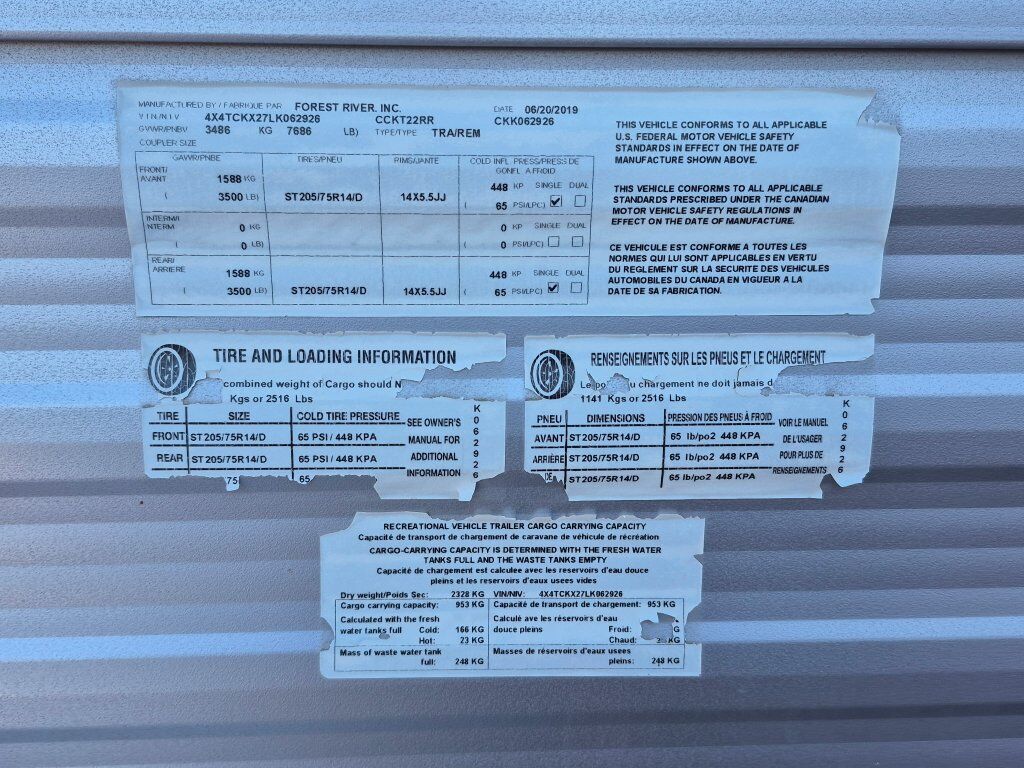 MANUFACTURED BY / FABRIQUE PAR FOREST RIVER, INC. DATE 06/20/2019
VIN/NIV 4X4TCKX27LK062926 CCKT22RR CKK062926
GVWR/PNBV 3486 KG 7686 LB) TYPE/TYPE TRA/REM
COUPLER SIZE
GAWR/PNBE TIRES/PNEU RIMS/JANTE COLD INFL PRESS/PRESS DE
GONFL A FROID
FRONT/
AVANT 1588 KG 448 KP SINGLE DUAL
( 3500 LB) ST205/75R14/D 14X5.5JJ ( 65 PSI/LPC)
INTERM/I
NTERM 0 KG 0 KP SINGLE DUAL
( 0 LB) ( 0 PSI/LPC)
REAR/
ARRIERE 1588 KG 448 KP SINGLE DUAL
( 3500 LB) ST205/75R14/D 14X5.5JJ ( 65 PSI/LPC)
THIS VEHICLE CONFORMS TO ALL APPLICABLE
U.S. FEDERAL MOTOR VEHICLE SAFETY
STANDARDS IN EFFECT ON THE DATE OF
MANUFACTURE SHOWN ABOVE.
THIS VEHICLE CONFORMS TO ALL APPLICABLE
STANDARDS PRESCRIBED UNDER THE CANADIAN
MOTOR VEHICLE SAFETY REGULATIONS IN
EFFECT ON THE DATE OF MANUFACTURE.
CE VEHICULE EST CONFORME A TOUTES LES
NORMES QUI LUI SONT APPLICABLES EN VERTU
DU REGLEMENT SUR LA SECURITE DES VEHICULES
AUTOMOBILES DU CANADA EN VIGUEUR A LA
DATE DE SA FABRICATION.
TIRE AND LOADING INFORMATION
combined weight of Cargo should N
Kgs or 2516 Lbs
TIRE SIZE COLD TIRE PRESSURE SEE OWNER'S
FRONT ST205/75R14/D 65 PSI / 448 KPA MANUAL FOR
REAR ST205/75R14/D 65 PSI / 448 KPA ADDITIONAL
75 65 INFORMATION
K062926
RENSEIGNEMENTS SUR LES PNEUS ET LE CHARGEMENT
Le po u chargement ne doit jamais d
1141 Kgs or 2516 Lbs
PNEU DIMENSIONS PRESSION DES PNEUS À FROID VOIR LE MANUEL
AVANT ST205/75R14/D 65 lb/po2 448 KPA DE L'USAGER
ARRIÈRE ST205/75R14/D 65 lb/po2 448 KPA POUR PLUS DE
DE ST205/75R14/D 65 lb/po2 448 KPA RENSEIGNEMENTS
K062926
RECREATIONAL VEHICLE TRAILER CARGO CARRYING CAPACITY
Capacité de transport de chargement de caravane de véhicule de récréation
CARGO-CARRYING CAPACITY IS DETERMINED WITH THE FRESH WATER
TANKS FULL AND THE WASTE TANKS EMPTY
Capacité de chargement est calculée avec les reservoirs d'eau douce
pleins et les reservoirs d'eaux usees vides
Dry weight/Poids Sec: 2328 KG VIN/NIV: 4X4TCKX27LK062926
Cargo carrying capacity: 953 KG Capacité de transport de chargement: 953 KG
Calculated with the fresh Calculé ave les réservoirs d'eau
water tanks full Cold: 166 KG douce pleins Froid: G
Hot: 23 KG Chaud: KG
Mass of waste water tank Masses de réservoirs d'eaux usées
full: 248 KG pleins: 248 KG